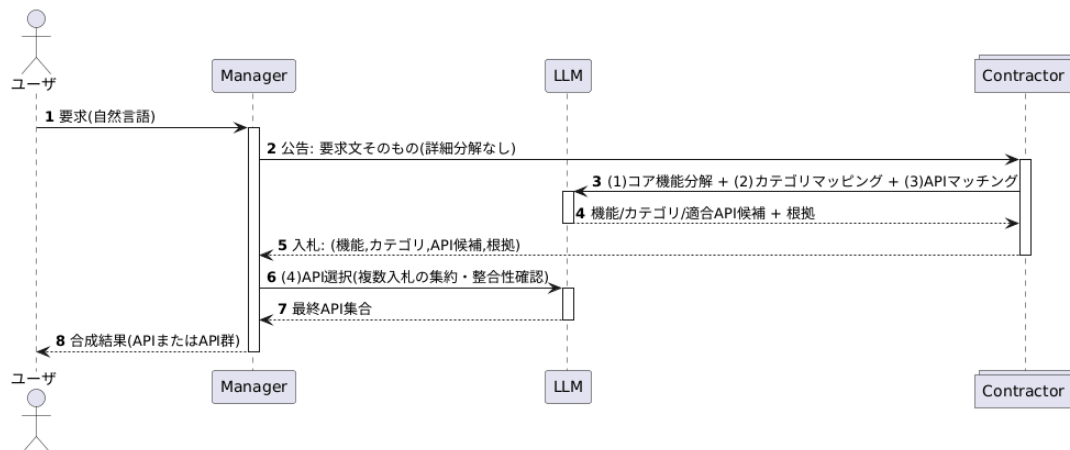 ユーザ
Manager
LLM
Contractor
1 要求(自然言語)
2 公告: 要求文そのもの(詳細分解なし)
3 (1)コア機能分解 + (2)カテゴリマッピング + (3)APIマッチング
4 機能/カテゴリ/適合API候補 + 根拠
5 入札: (機能,カテゴリ,API候補,根拠)
6 (4)API選択(複数入札の集約・整合性確認)
7 最終API集合
8 合成結果(APIまたはAPI群)
ユーザ
Manager
LLM
Contractor